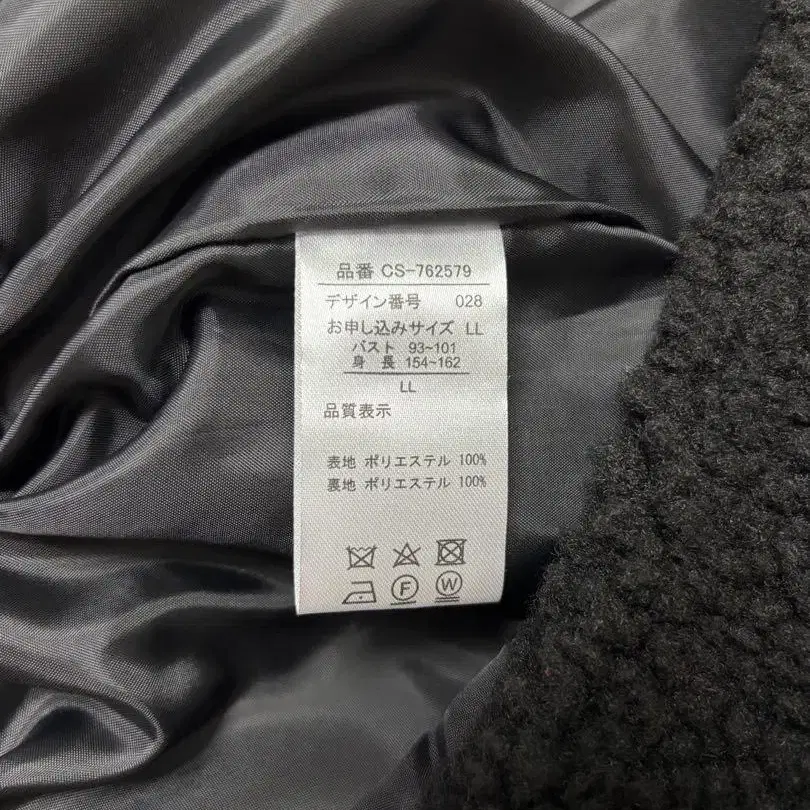 品番 CS-762579
デザイン番号 028
お申し込みサイズ LL
バスト 93~101
身 長 154~162
LL
品質表示
表地 ポリエステル 100%
裏地 ポリエステル 100%
F W